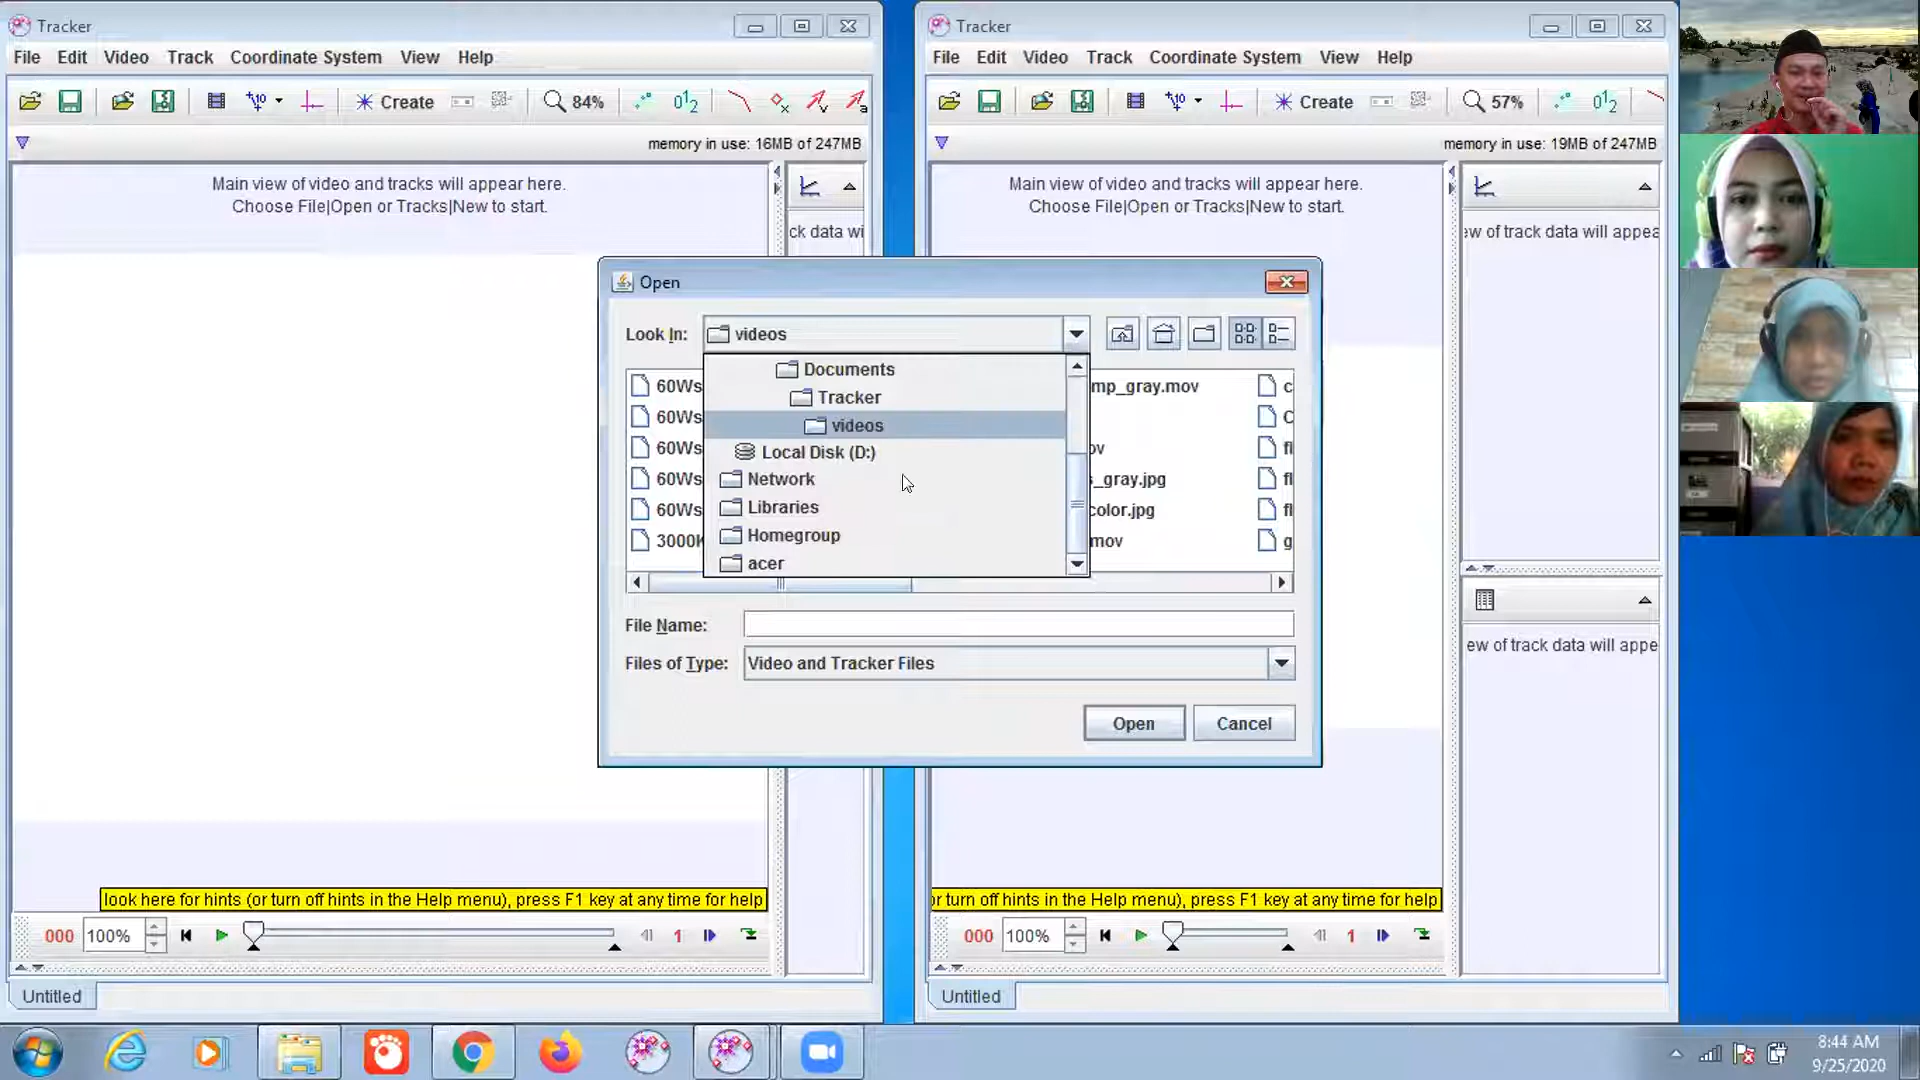 Tracker
File Edit Video Track Coordinate System View Help
Create 84%
memory in use: 16MB of 247MB
Main view of video and tracks will appear here.
Choose File|Open or Tracks|New to start.
ck data wi
look here for hints (or turn off hints in the Help menu), press F1 key at any time for help
000 100% 1
Untitled
Tracker
File Edit Video Track Coordinate System View Help
Create 57%
memory in use: 19MB of 247MB
Main view of video and tracks will appear here.
Choose File|Open or Tracks|New to start.
ew of track data will appea
ew of track data will appe
or turn off hints in the Help menu), press F1 key at any time for help
000 100% 1
Untitled
Open
Look In: videos
Documents
Tracker
videos
Local Disk (D:)
Network
Libraries
Homegroup
acer
60Ws
60Ws
60Ws
60Ws
60Ws
3000
mp_gray.mov
ov
s_gray.jpg
color.jpg
mov
c
C
fl
fl
fl
g
File Name:
Files of Type: Video and Tracker Files
Open Cancel
8:44 AM
9/25/2020